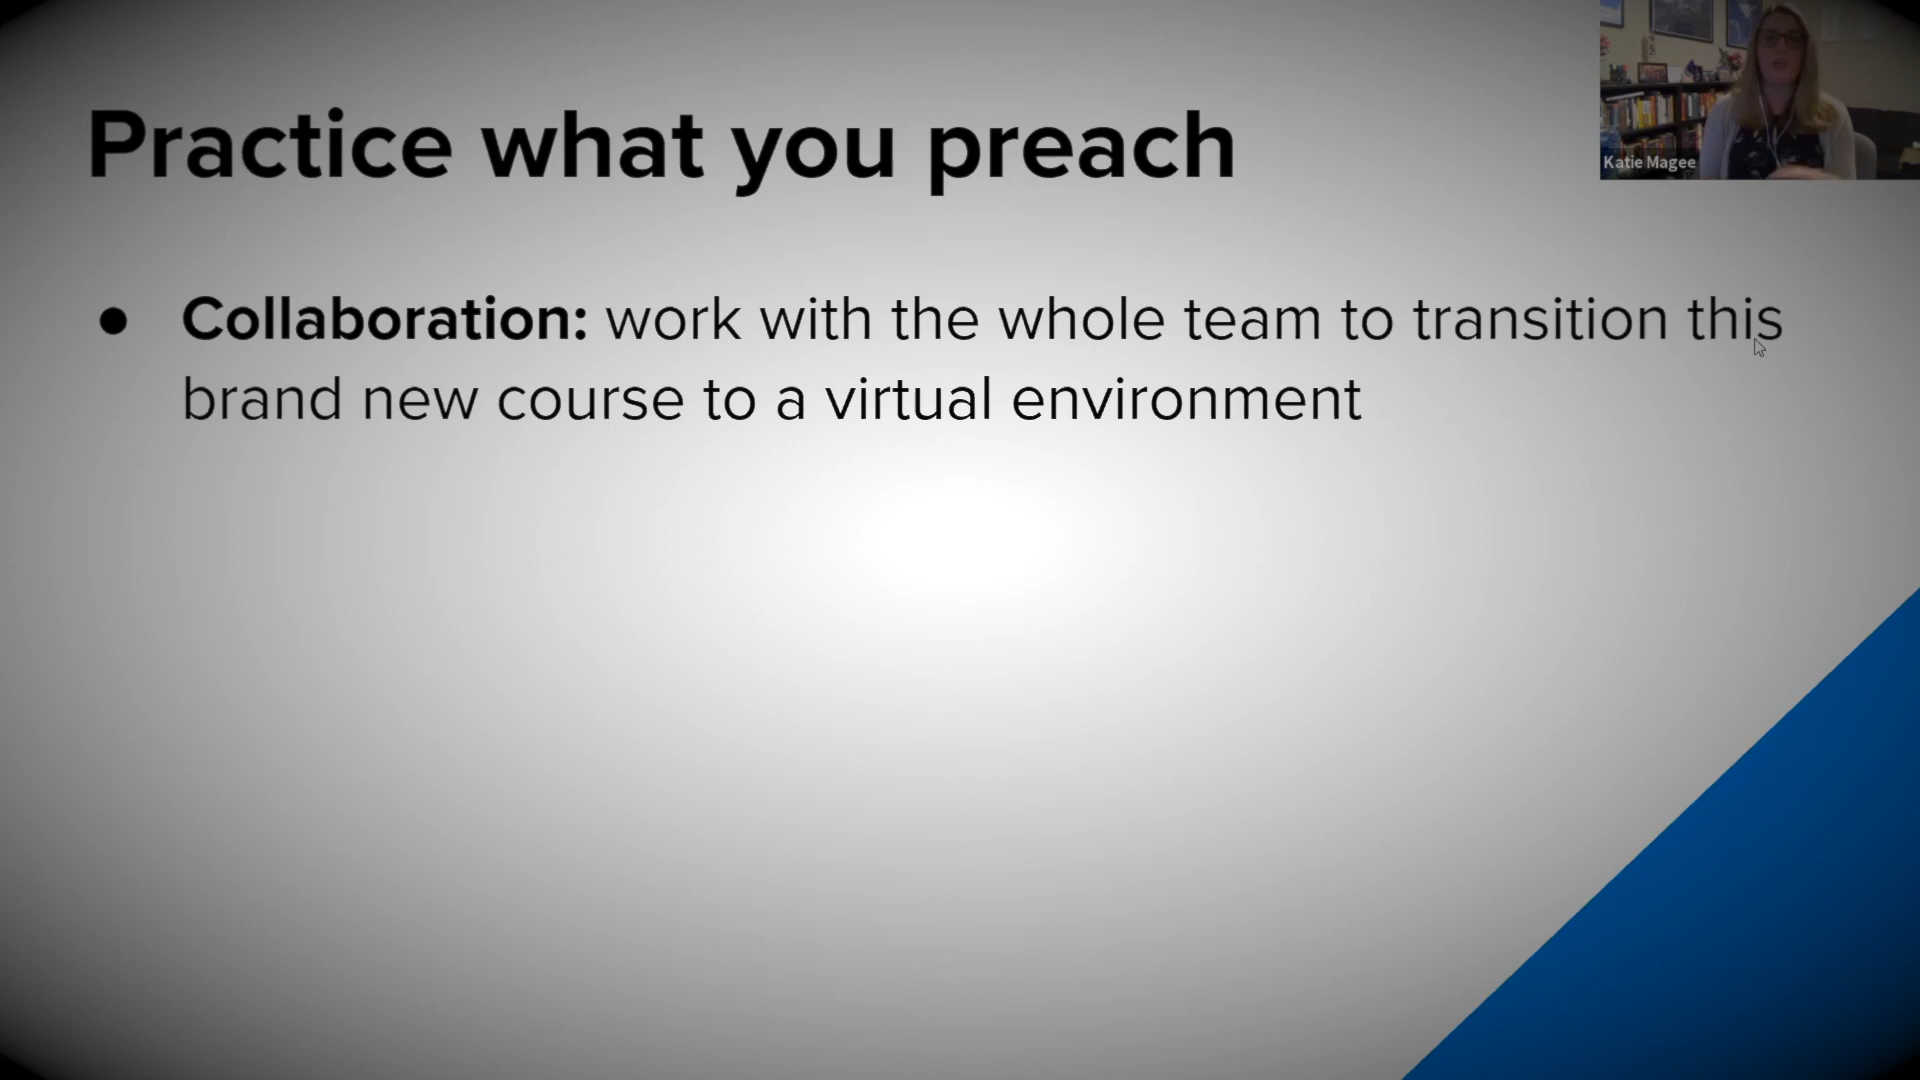 Practice what you preach
Katie Magee
● Collaboration: work with the whole team to transition this
brand new course to a virtual environment